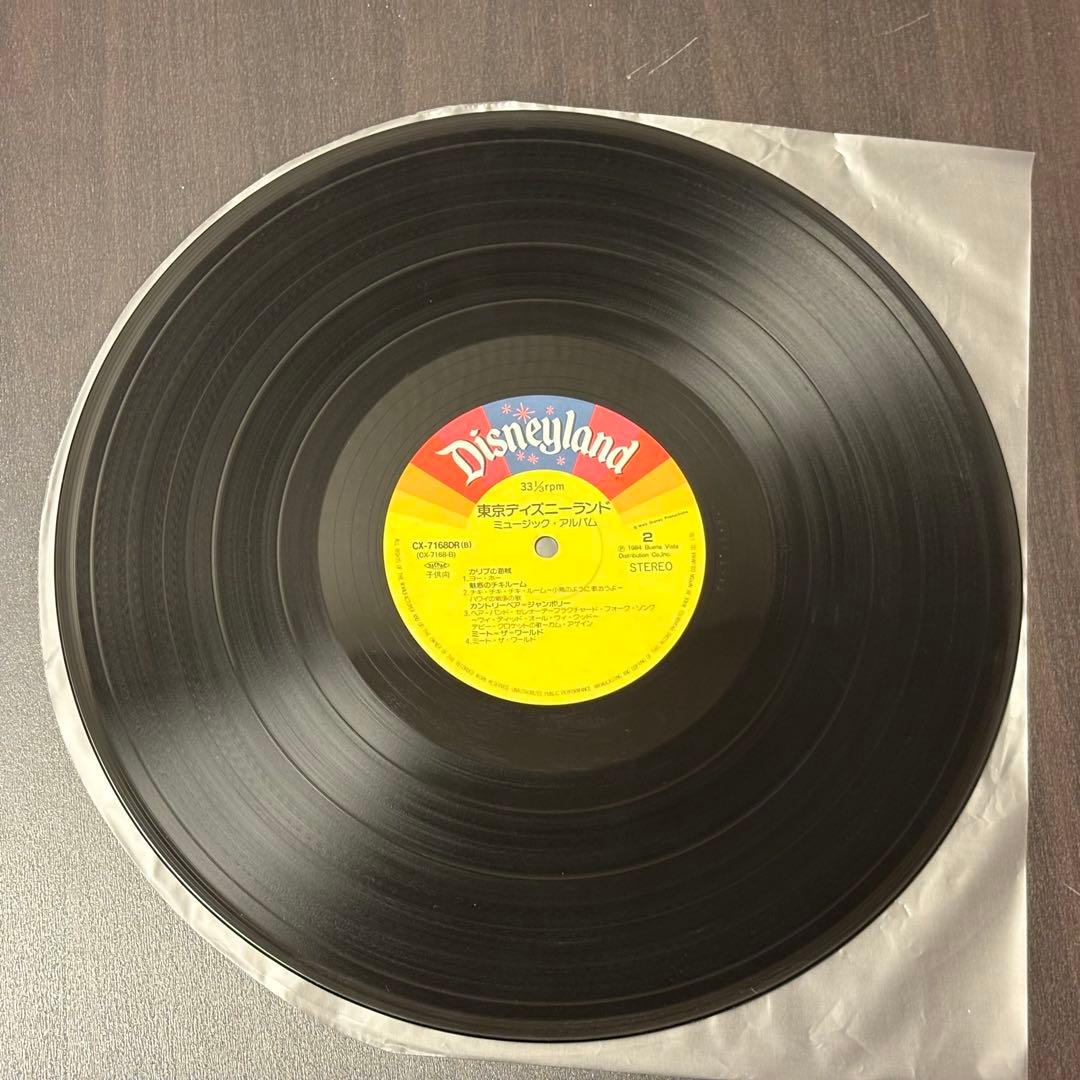 Disneyland
33⅓rpm
東京ディズニーランド
ミュージック・アルバム
© Walt Disney Productions
CX-7168DR(B)
(CX-7168-B)
子供向
2
Ⓟ 1984 Buena Vista
Distribution Co.,Inc.
STEREO
カリブの海賊
1.ヨー・ホー
魅惑のチキルーム
2.チキ・チキ・チキ・ルーム~小鳥のように歌おうよ~
ハワイの戦争の歌
カントリーベア=ジャンボリー
3.ベア・バンド・セレナーデ~フラクチャード・フォーク・ソング
~ウィ・ディッド・オール・ウィ・クッド~
デビー・クロケットの歌~カム・アゲイン
ミート=ザ=ワールド
4.ミート・ザ・ワールド